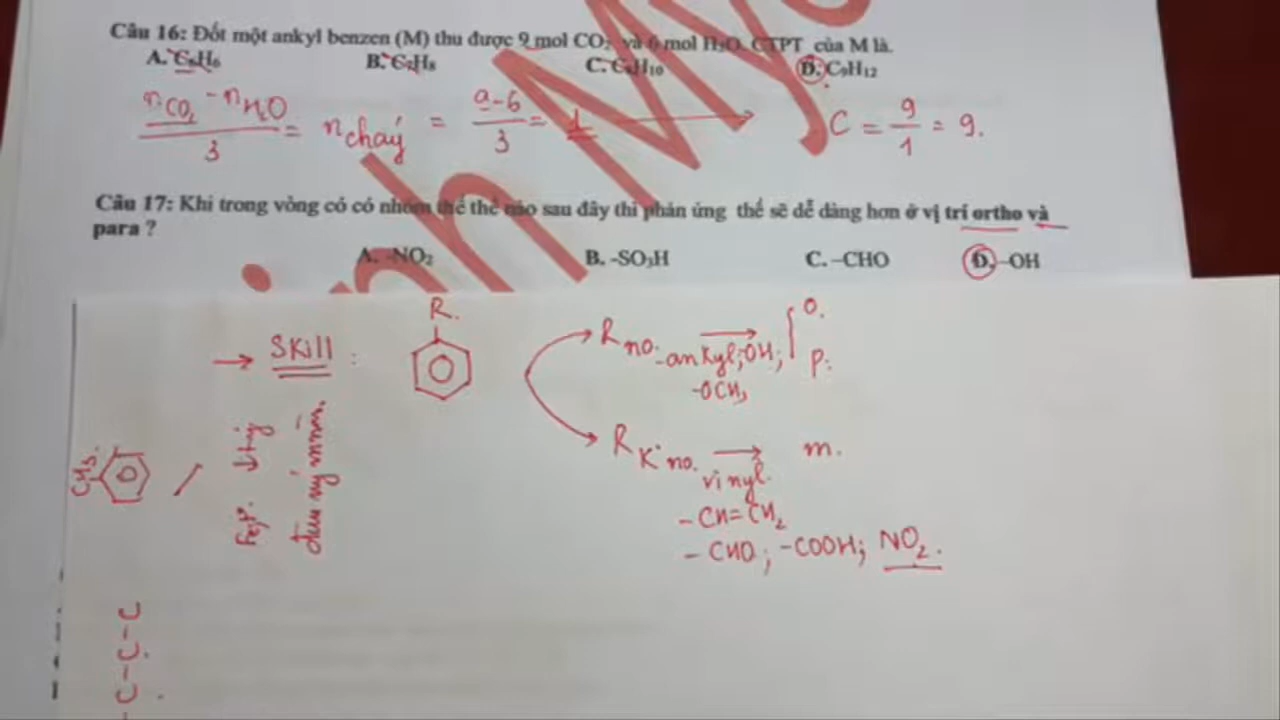 Câu 16: Đốt một ankyl benzen (M) thu được 9 mol CO₂ và 6 mol H₂O. CTPT của M là.
A. C₆H₆ B. C₇H₈ C. C₈H₁₀ D. C₉H₁₂
(nCO₂ - nH₂O)/3 = n cháy = (9-6)/3 = 1 → C = 9/1 = 9.
Câu 17: Khi trong vòng có có nhóm thế thế nào sau đây thì phản ứng thế sẽ dễ dàng hơn ở vị trí ortho và
para ?
A. -NO₂ B. -SO₃H C. –CHO D. –OH
→ SKill :
R.
R no. → o.
-ankyl; OH; p.
-OCH₃
R K no. → m.
vinyl.
- CH=CH₂
- CHO; -COOH; NO₂.
CH₃.
C-C-C